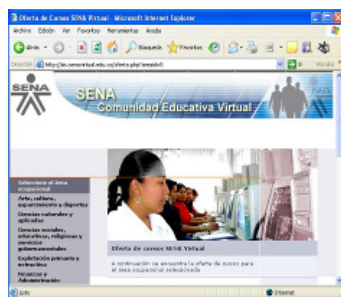 Oferta de Cursos SENA Virtual - Microsoft Internet Explorer
Archivo Edición Ver Favoritos Herramientas Ayuda
Atrás Búsqueda Favoritos
Dirección
Ir Vínculos
SENA
SENA
Comunidad Educativa Virtual
Seleccione el área
ocupacional
Arte, cultura,
esparcimiento y deportes
Ciencias naturales y
aplicadas
Ciencias sociales,
educativas, religiosas y
servicios
gubernamentales
Explotación primaria y
extractiva
Finanzas y
Administración
Oferta de cursos SENA Virtual
A continuación se encuentra la oferta de cursos para
el área ocupacional seleccionada
Listo
Internet